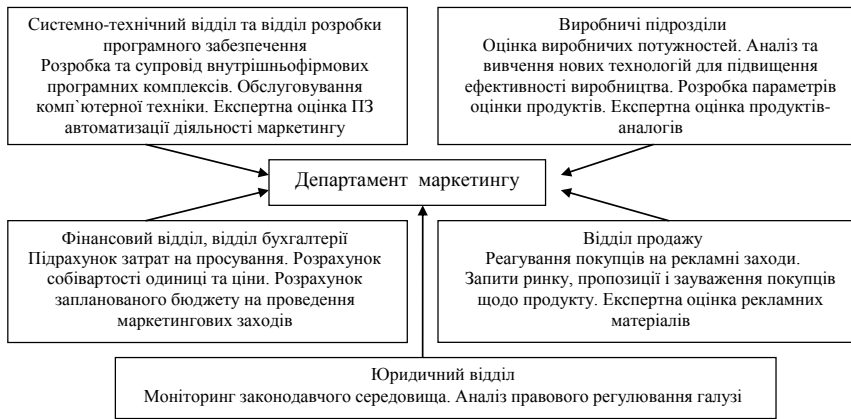 Системно-технічний відділ та відділ розробки
програмного забезпечення
Розробка та супровід внутрішньофірмових
програмних комплексів. Обслуговування
комп`ютерної техніки. Експертна оцінка ПЗ
автоматизації діяльності маркетингу
Виробничі підрозділи
Оцінка виробничих потужностей. Аналіз та
вивчення нових технологій для підвищення
ефективності виробництва. Розробка параметрів
оцінки продуктів. Експертна оцінка продуктів-
аналогів
Департамент маркетингу
Фінансовий відділ, відділ бухгалтерії
Підрахунок затрат на просування. Розрахунок
собівартості одиниці та ціни. Розрахунок
запланованого бюджету на проведення
маркетингових заходів
Відділ продажу
Реагування покупців на рекламні заходи.
Запити ринку, пропозиції і зауваження покупців
щодо продукту. Експертна оцінка рекламних
матеріалів
Юридичний відділ
Моніторинг законодавчого середовища. Аналіз правового регулювання галузі